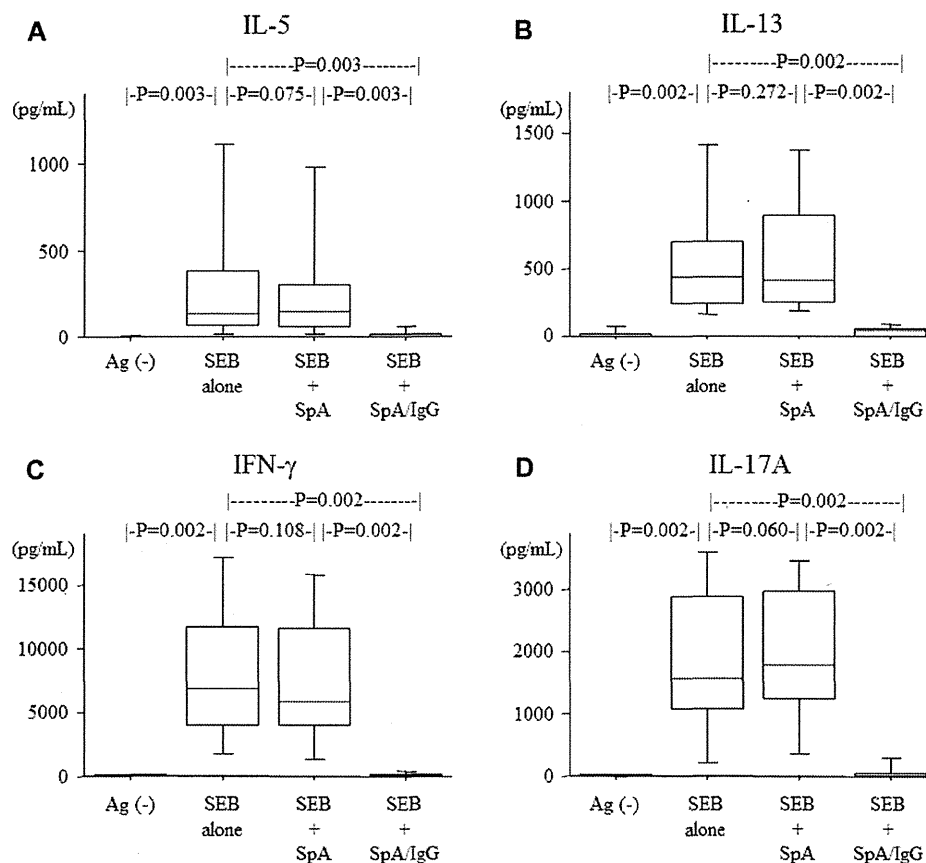 A
IL-5
|---------P=0.003--------|
|-P=0.003-|-P=0.075-|-P=0.003-|
(pg/mL)
1000
500
0
Ag (-)
SEB alone
SEB + SpA
SEB + SpA/IgG
B
IL-13
|--------P=0.002--------|
|-P=0.002-|-P=0.272-|-P=0.002-|
(pg/mL)
1500
1000
500
0
Ag (-)
SEB alone
SEB + SpA
SEB + SpA/IgG
C
IFN-γ
|---------P=0.002--------|
|-P=0.002-|-P=0.108-|-P=0.002-|
(pg/mL)
15000
10000
5000
0
Ag (-)
SEB alone
SEB + SpA
SEB + SpA/IgG
D
IL-17A
|---------P=0.002--------|
|-P=0.002-|-P=0.060-|-P=0.002-|
(pg/mL)
3000
2000
1000
0
Ag (-)
SEB alone
SEB + SpA
SEB + SpA/IgG